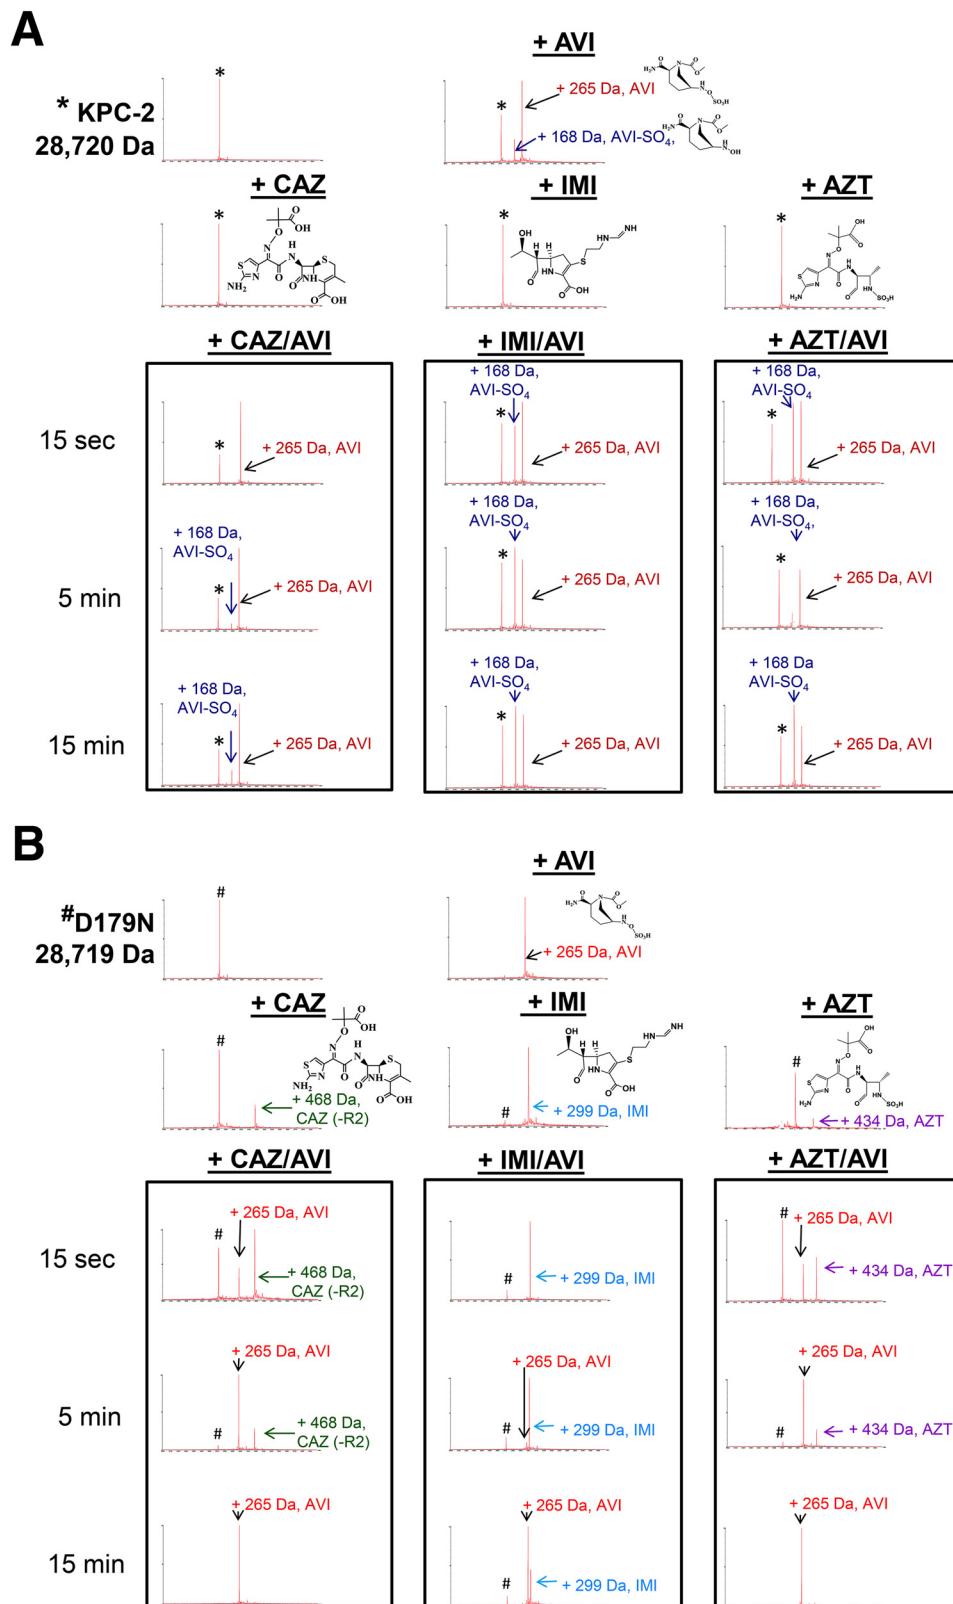 A
+ AVI
* KPC-2
28,720 Da
*
*
+ 265 Da, AVI
+ 168 Da, AVI-SO4,
+ CAZ
+ IMI
+ AZT
*
*
*
+ CAZ/AVI
+ IMI/AVI
+ AZT/AVI
15 sec
*
+ 265 Da, AVI
+ 168 Da,
AVI-SO4
*
+ 265 Da, AVI
+ 168 Da,
AVI-SO4
*
+ 265 Da, AVI
5 min
+ 168 Da,
AVI-SO4
*
+ 265 Da, AVI
+ 168 Da,
AVI-SO4
*
+ 265 Da, AVI
+ 168 Da,
AVI-SO4,
*
+ 265 Da, AVI
15 min
+ 168 Da,
AVI-SO4
*
+ 265 Da, AVI
+ 168 Da,
AVI-SO4
*
+ 265 Da, AVI
+ 168 Da
AVI-SO4
*
+ 265 Da, AVI
B
+ AVI
#D179N
28,719 Da
#
+ 265 Da, AVI
+ CAZ
+ IMI
+ AZT
#
+ 468 Da,
CAZ (-R2)
#
+ 299 Da, IMI
#
+ 434 Da, AZT
+ CAZ/AVI
+ IMI/AVI
+ AZT/AVI
15 sec
+ 265 Da, AVI
#
+ 468 Da,
CAZ (-R2)
#
+ 299 Da, IMI
#
+ 265 Da, AVI
+ 434 Da, AZT
5 min
+ 265 Da, AVI
#
+ 468 Da,
CAZ (-R2)
+ 265 Da, AVI
#
+ 299 Da, IMI
+ 265 Da, AVI
#
+ 434 Da, AZT
15 min
+ 265 Da, AVI
+ 265 Da, AVI
#
+ 299 Da, IMI
+ 265 Da, AVI